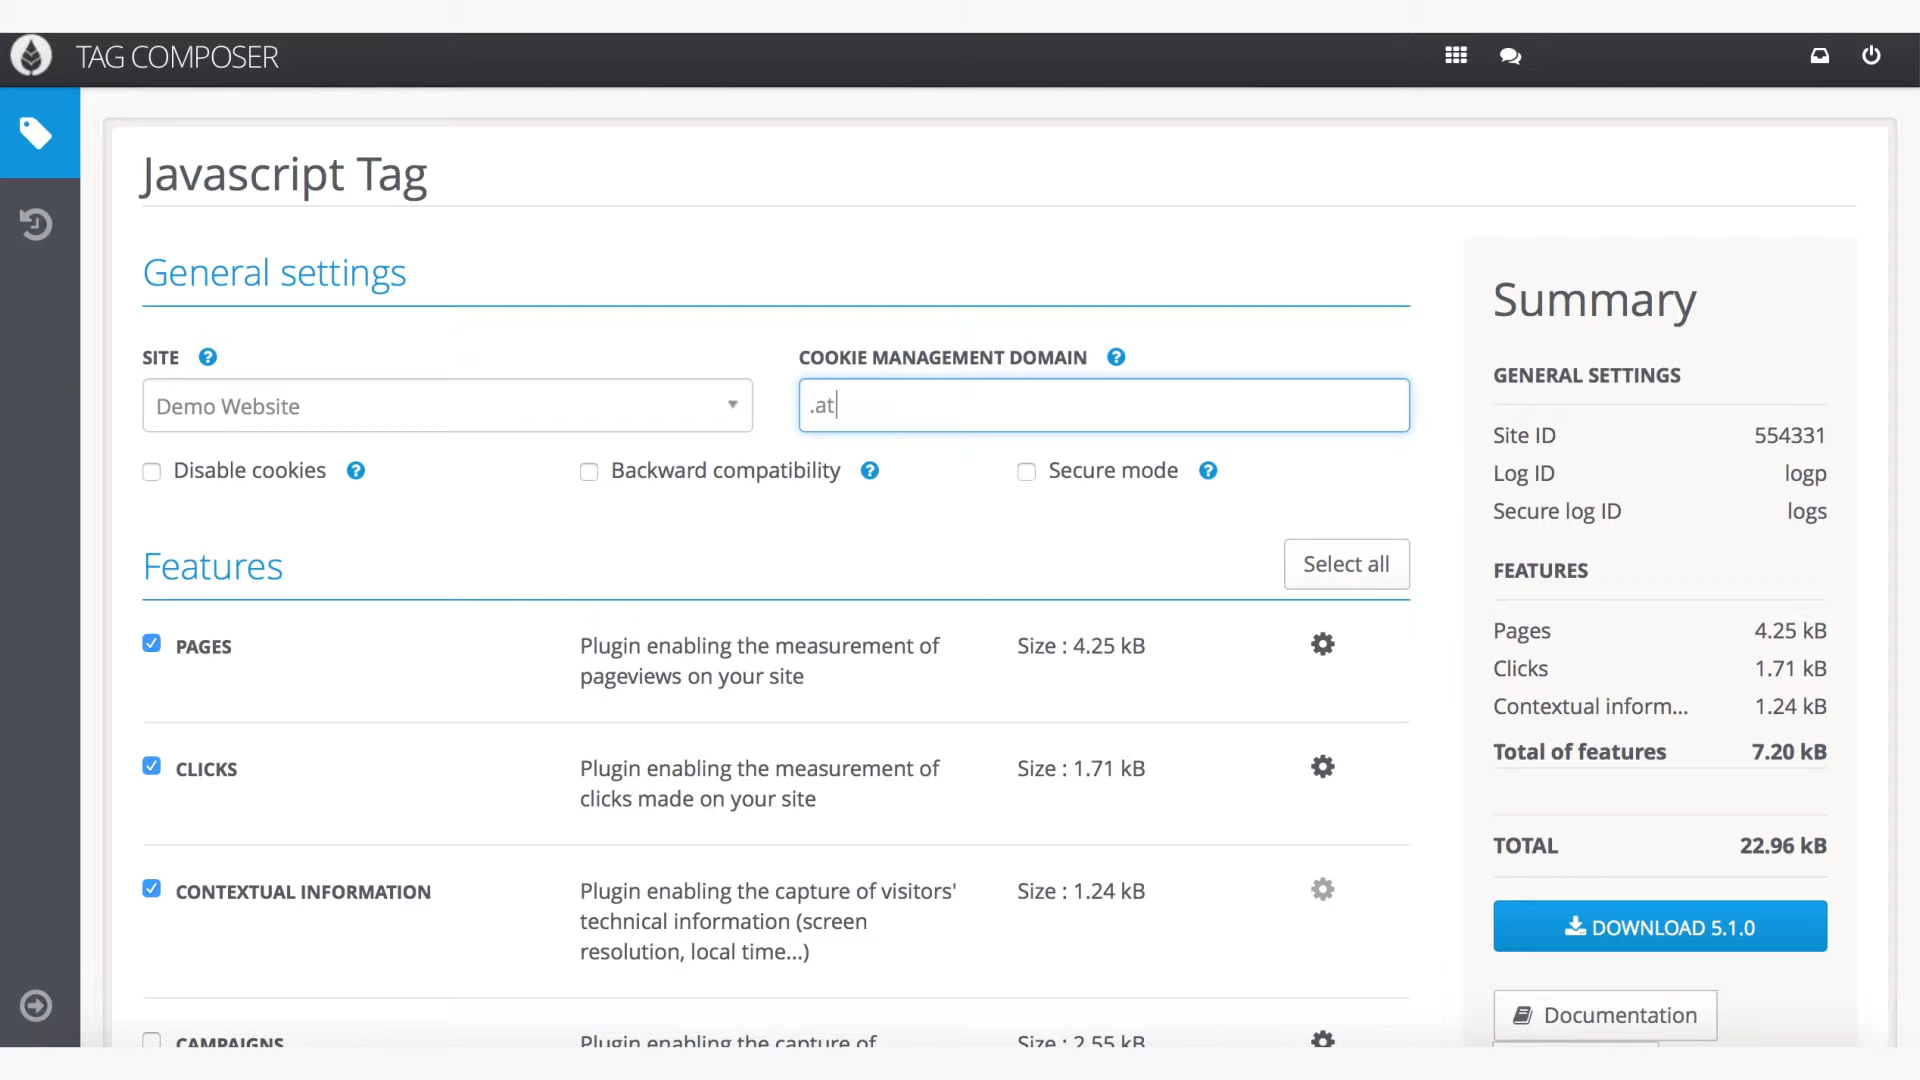 TAG COMPOSER
Javascript Tag
General settings
SITE
COOKIE MANAGEMENT DOMAIN
Demo Website
.at
Disable cookies
Backward compatibility
Secure mode
Features
Select all
PAGES
Plugin enabling the measurement of
pageviews on your site
Size : 4.25 kB
CLICKS
Plugin enabling the measurement of
clicks made on your site
Size : 1.71 kB
CONTEXTUAL INFORMATION
Plugin enabling the capture of visitors'
technical information (screen
resolution, local time...)
Size : 1.24 kB
CAMPAIGNS
Plugin enabling the capture of
Size : 2.55 kB
Summary
GENERAL SETTINGS
Site ID 554331
Log ID logp
Secure log ID logs
FEATURES
Pages 4.25 kB
Clicks 1.71 kB
Contextual inform... 1.24 kB
Total of features 7.20 kB
TOTAL 22.96 kB
DOWNLOAD 5.1.0
Documentation